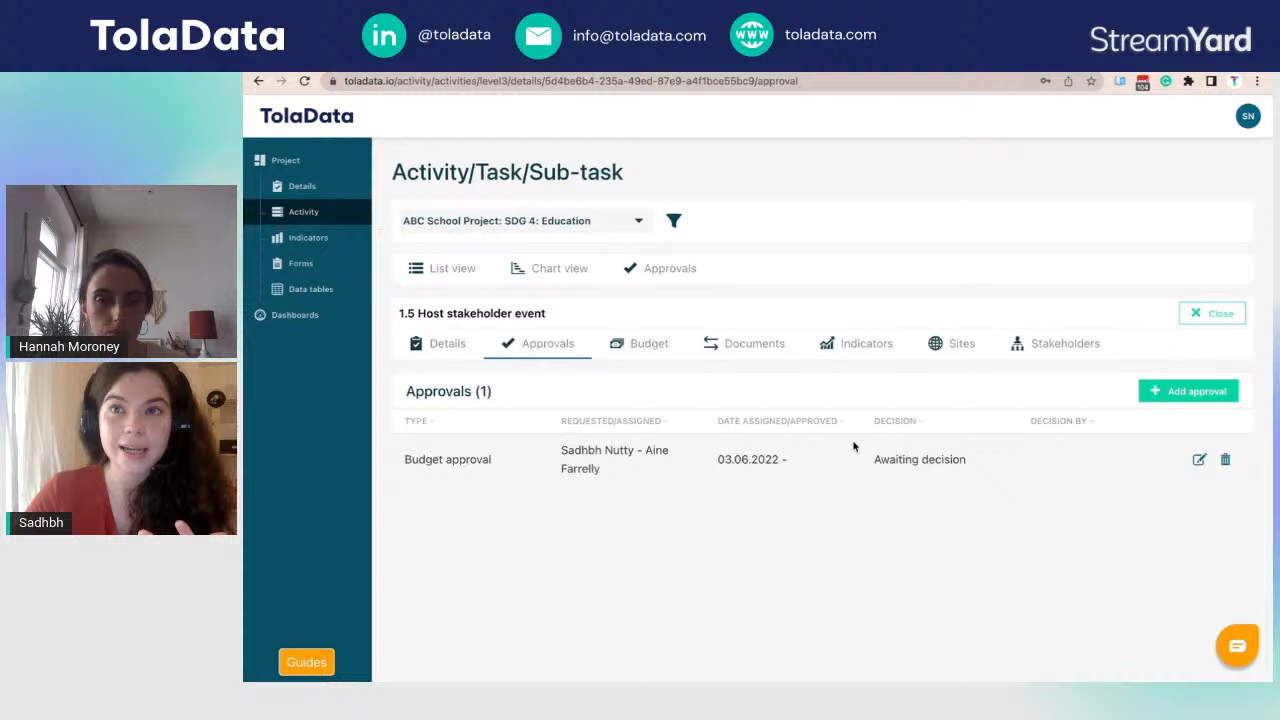 TolaData
in @toladata
info@toladata.com
WWW toladata.com
StreamYard
toladata.io/activity/activities/level3/details/5d4be6b4-235a-49ed-87e9-a4f1bce55bc9/approval
104
T
TolaData
SN
Project
Details
Activity
Indicators
Forms
Data tables
Dashboards
Guides
Activity/Task/Sub-task
ABC School Project: SDG 4: Education
List view Chart view Approvals
1.5 Host stakeholder event
Close
Details Approvals Budget Documents Indicators Sites Stakeholders
Approvals (1)
+ Add approval
TYPE REQUESTED/ASSIGNED DATE ASSIGNED/APPROVED DECISION DECISION BY
Budget approval
Sadhbh Nutty - Aine
Farrelly
03.06.2022 -
Awaiting decision
Hannah Moroney
Sadhbh